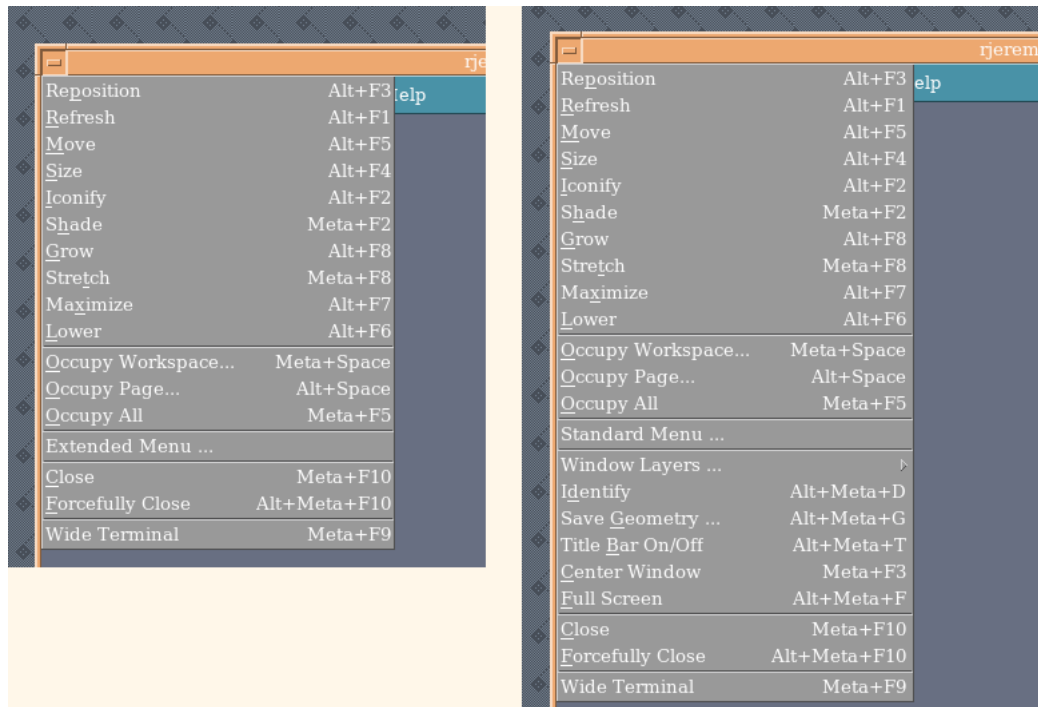 rje
Help
Reposition Alt+F3
Refresh Alt+F1
Move Alt+F5
Size Alt+F4
Iconify Alt+F2
Shade Meta+F2
Grow Alt+F8
Stretch Meta+F8
Maximize Alt+F7
Lower Alt+F6
Occupy Workspace... Meta+Space
Occupy Page... Alt+Space
Occupy All Meta+F5
Extended Menu ...
Close Meta+F10
Forcefully Close Alt+Meta+F10
Wide Terminal Meta+F9
rjerem
elp
Reposition Alt+F3
Refresh Alt+F1
Move Alt+F5
Size Alt+F4
Iconify Alt+F2
Shade Meta+F2
Grow Alt+F8
Stretch Meta+F8
Maximize Alt+F7
Lower Alt+F6
Occupy Workspace... Meta+Space
Occupy Page... Alt+Space
Occupy All Meta+F5
Standard Menu ...
Window Layers ...
Identify Alt+Meta+D
Save Geometry ... Alt+Meta+G
Title Bar On/Off Alt+Meta+T
Center Window Meta+F3
Full Screen Alt+Meta+F
Close Meta+F10
Forcefully Close Alt+Meta+F10
Wide Terminal Meta+F9